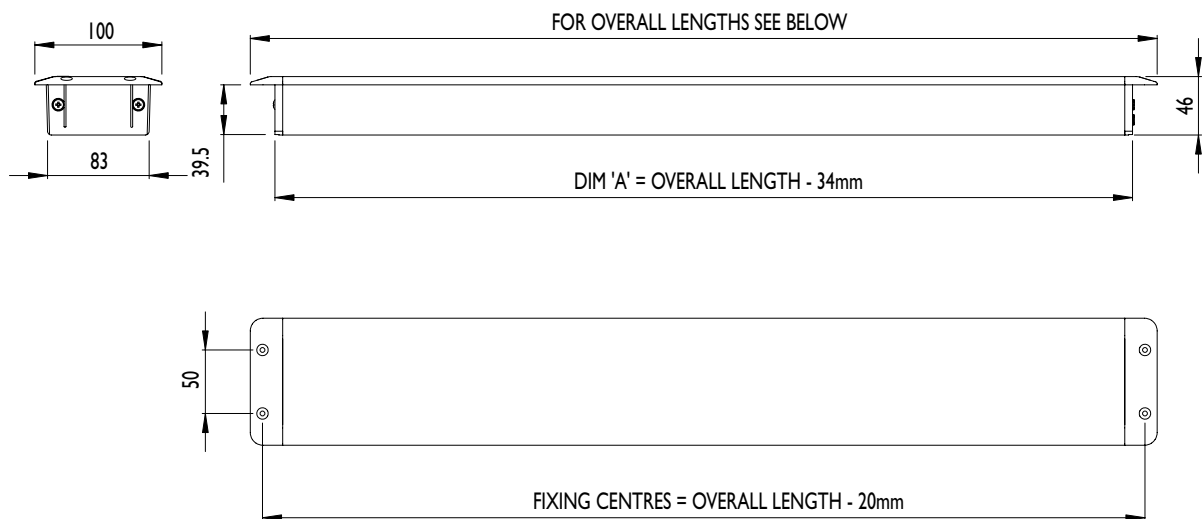 FOR OVERALL LENGTHS SEE BELOW
100
46
39.5
83
DIM 'A' = OVERALL LENGTH - 34mm
50
FIXING CENTRES = OVERALL LENGTH - 20mm